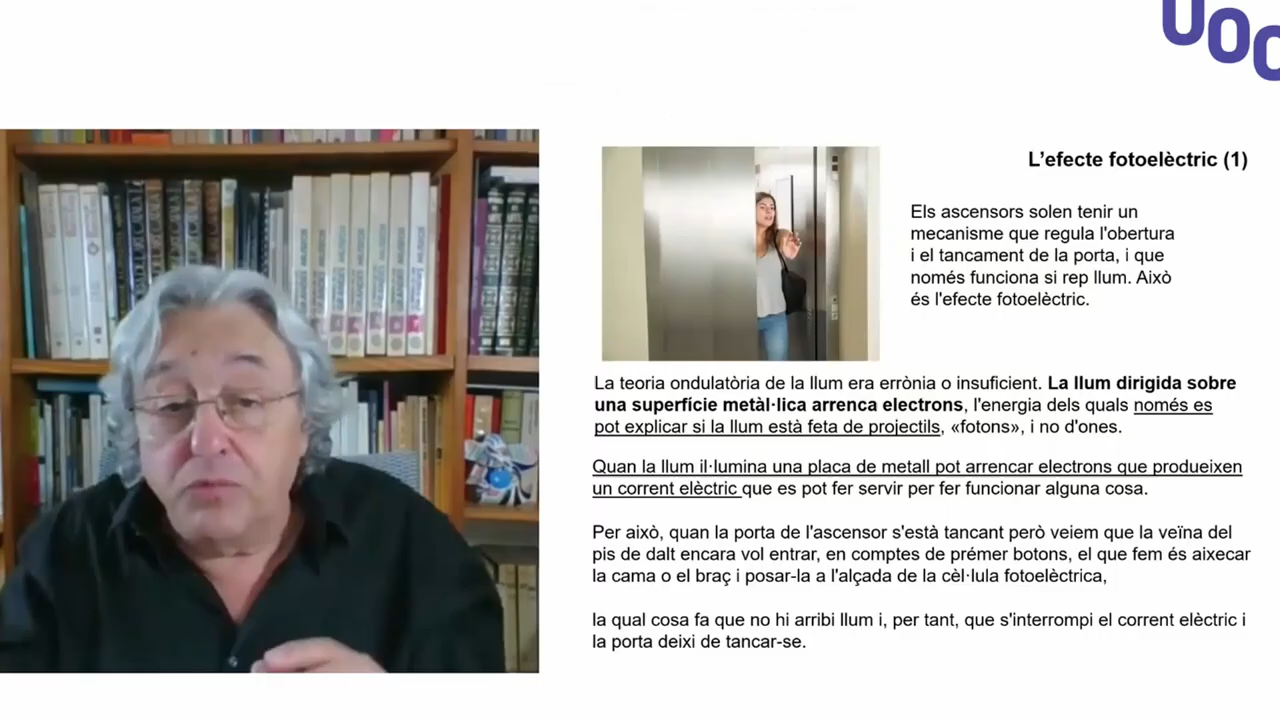 UOC
L’efecte fotoelèctric (1)
Els ascensors solen tenir un
mecanisme que regula l'obertura
i el tancament de la porta, i que
només funciona si rep llum. Això
és l'efecte fotoelèctric.
La teoria ondulatòria de la llum era errònia o insuficient. La llum dirigida sobre
una superfície metàl·lica arrenca electrons, l'energia dels quals només es
pot explicar si la llum està feta de projectils, «fotons», i no d'ones.
Quan la llum il·lumina una placa de metall pot arrencar electrons que produeixen
un corrent elèctric que es pot fer servir per fer funcionar alguna cosa.
Per això, quan la porta de l'ascensor s'està tancant però veiem que la veïna del
pis de dalt encara vol entrar, en comptes de prémer botons, el que fem és aixecar
la cama o el braç i posar-la a l'alçada de la cèl·lula fotoelèctrica,
la qual cosa fa que no hi arribi llum i, per tant, que s'interrompi el corrent elèctric i
la porta deixi de tancar-se.